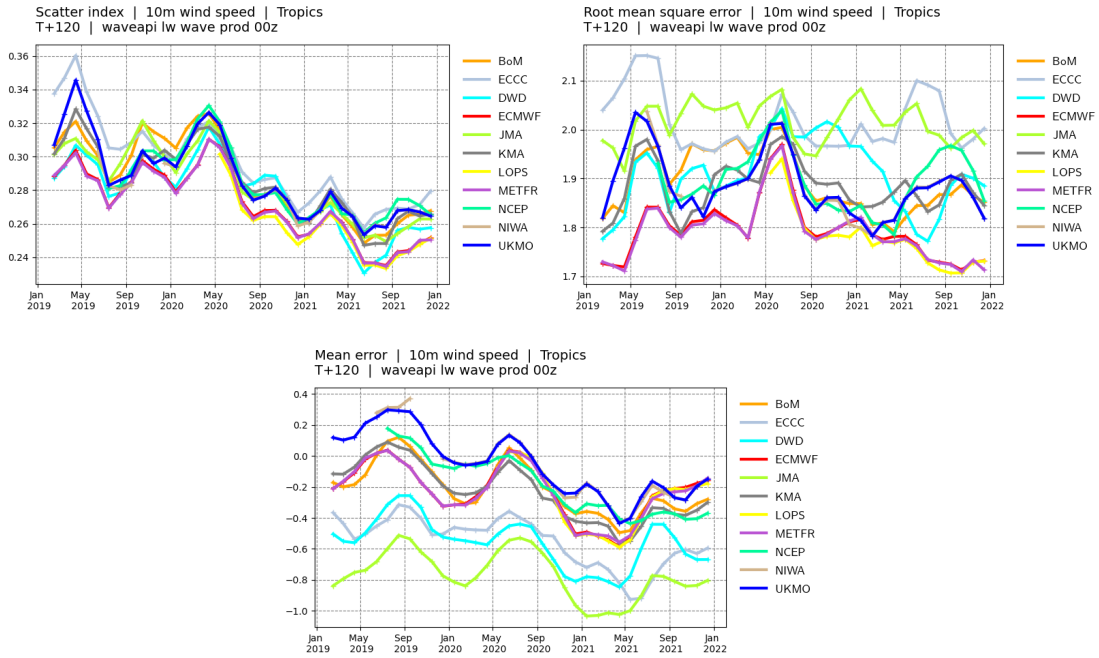 Scatter index | 10m wind speed | Tropics
T+120 | waveapi lw wave prod 00z
0.36
0.34
0.32
0.30
0.28
0.26
0.24
Jan 2019
May 2019
Sep 2019
Jan 2020
May 2020
Sep 2020
Jan 2021
May 2021
Sep 2021
Jan 2022
BoM
ECCC
DWD
ECMWF
JMA
KMA
LOPS
METFR
NCEP
NIWA
UKMO
Root mean square error | 10m wind speed | Tropics
T+120 | waveapi lw wave prod 00z
2.1
2.0
1.9
1.8
1.7
Jan 2019
May 2019
Sep 2019
Jan 2020
May 2020
Sep 2020
Jan 2021
May 2021
Sep 2021
Jan 2022
BoM
ECCC
DWD
ECMWF
JMA
KMA
LOPS
METFR
NCEP
NIWA
UKMO
Mean error | 10m wind speed | Tropics
T+120 | waveapi lw wave prod 00z
0.4
0.2
0.0
−0.2
−0.4
−0.6
−0.8
−1.0
Jan 2019
May 2019
Sep 2019
Jan 2020
May 2020
Sep 2020
Jan 2021
May 2021
Sep 2021
Jan 2022
BoM
ECCC
DWD
ECMWF
JMA
KMA
LOPS
METFR
NCEP
NIWA
UKMO